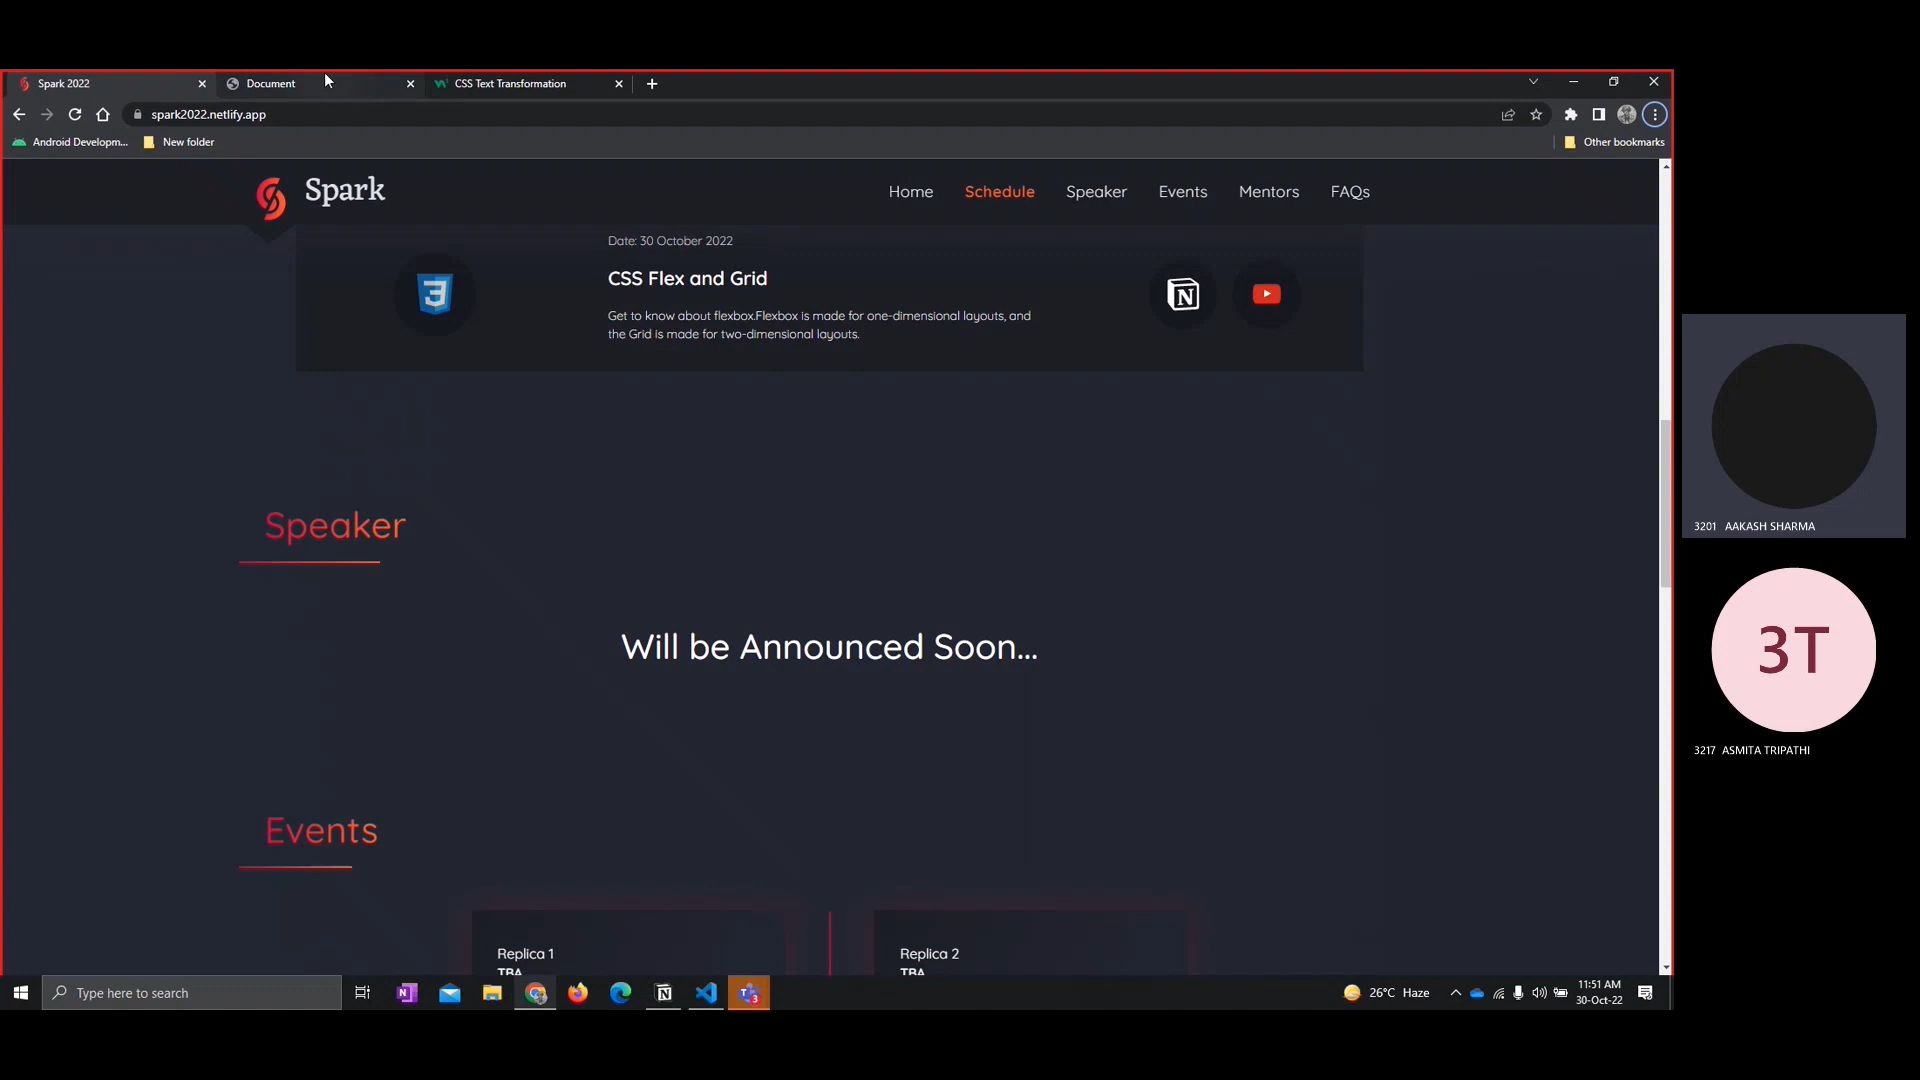 Spark 2022
Document
CSS Text Transformation
spark2022.netlify.app
Android Developm...
New folder
Other bookmarks
Spark
Home
Schedule
Speaker
Events
Mentors
FAQs
Date: 30 October 2022
CSS Flex and Grid
Get to know about flexbox.Flexbox is made for one-dimensional layouts, and
the Grid is made for two-dimensional layouts.
Speaker
Will be Announced Soon...
Events
Replica 1
TBA
Replica 2
TBA
3201 AAKASH SHARMA
3T
3217 ASMITA TRIPATHI
Type here to search
26°C Haze
11:51 AM
30-Oct-22